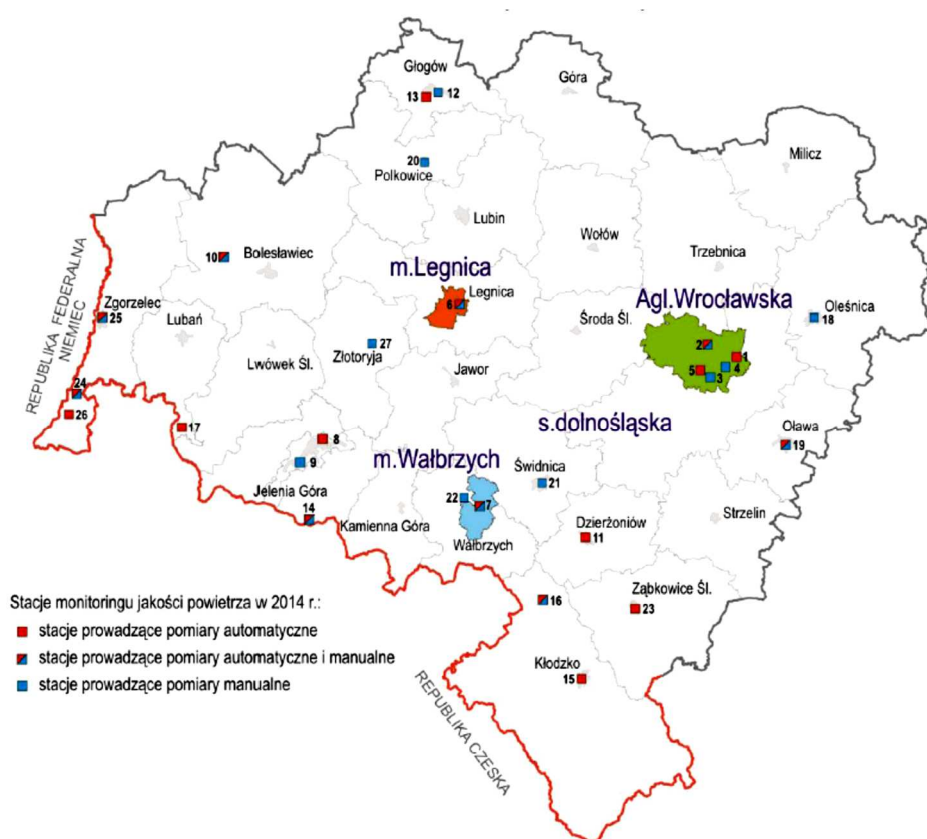 Głogów
13
12
Góra
Milicz
20
Polkowice
Lubin
Wołów
Trzebnica
10
Bolesławiec
m.Legnica
Legnica
6
Agl.Wrocławska
REPUBLIKA FEDERALNA
NIEMIEC
Zgorzelec
25
Lubań
Lwówek Śl.
Złotoryja
27
Środa Śl.
Oleśnica
18
2
1
4
5
3
Jawor
24
26
17
8
9
Jelenia Góra
14
s.dolnośląska
m.Wałbrzych
Świdnica
21
Oława
19
22
7
Wałbrzych
Kamienna Góra
Dzierżoniów
11
Strzelin
16
Ząbkowice Śl.
23
Kłodzko
15
REPUBLIKA CZESKA
Stacje monitoringu jakości powietrza w 2014 r.:
stacje prowadzące pomiary automatyczne
stacje prowadzące pomiary automatyczne i manualne
stacje prowadzące pomiary manualne